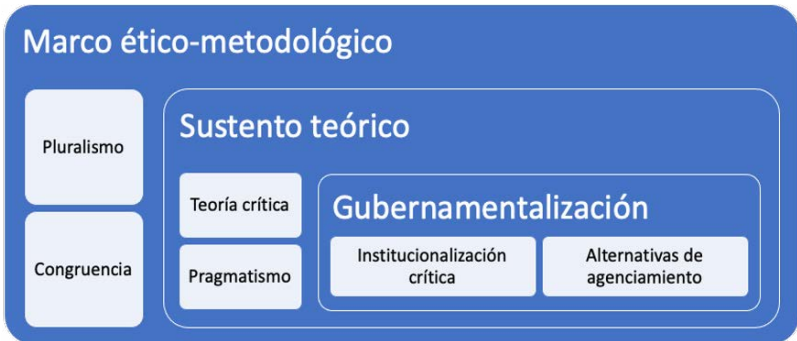 Marco ético-metodológico
Pluralismo
Congruencia
Sustento teórico
Teoría crítica
Pragmatismo
Gubernamentalización
Institucionalización
crítica
Alternativas de
agenciamiento